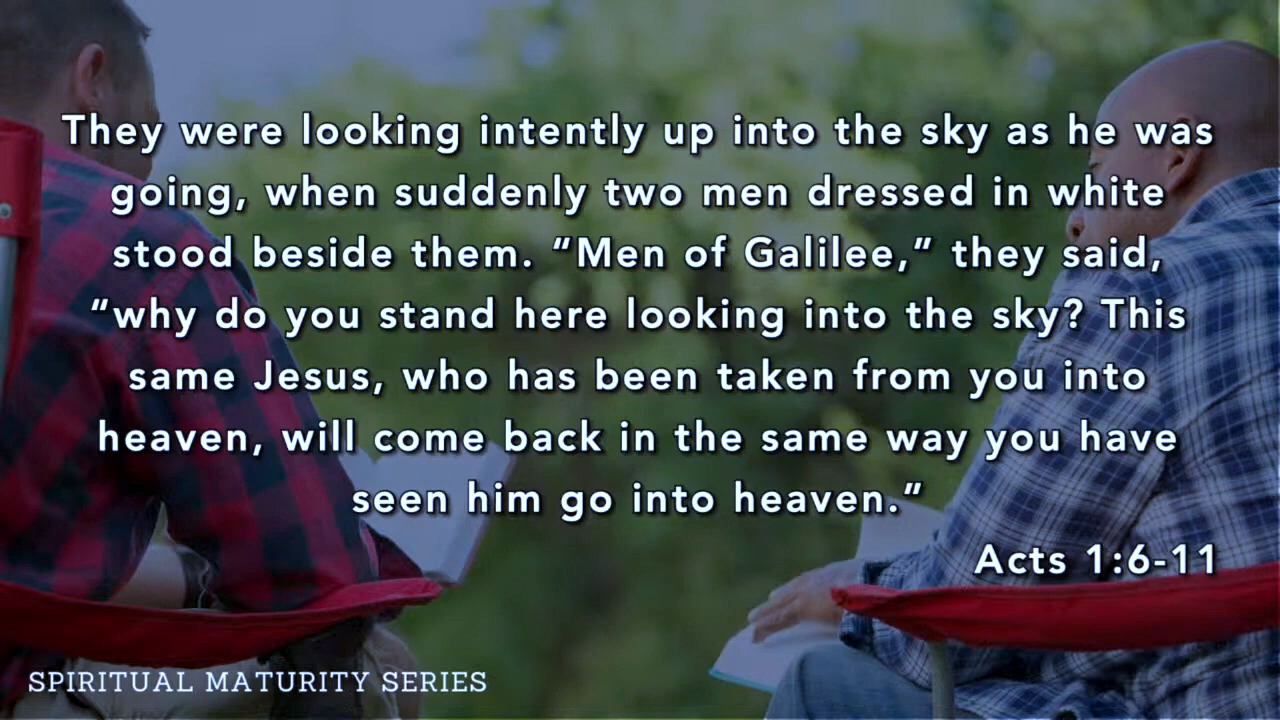 They were looking intently up into the sky as he was
going, when suddenly two men dressed in white
stood beside them. “Men of Galilee,” they said,
“why do you stand here looking into the sky? This
same Jesus, who has been taken from you into
heaven, will come back in the same way you have
seen him go into heaven.”
Acts 1:6-11
SPIRITUAL MATURITY SERIES